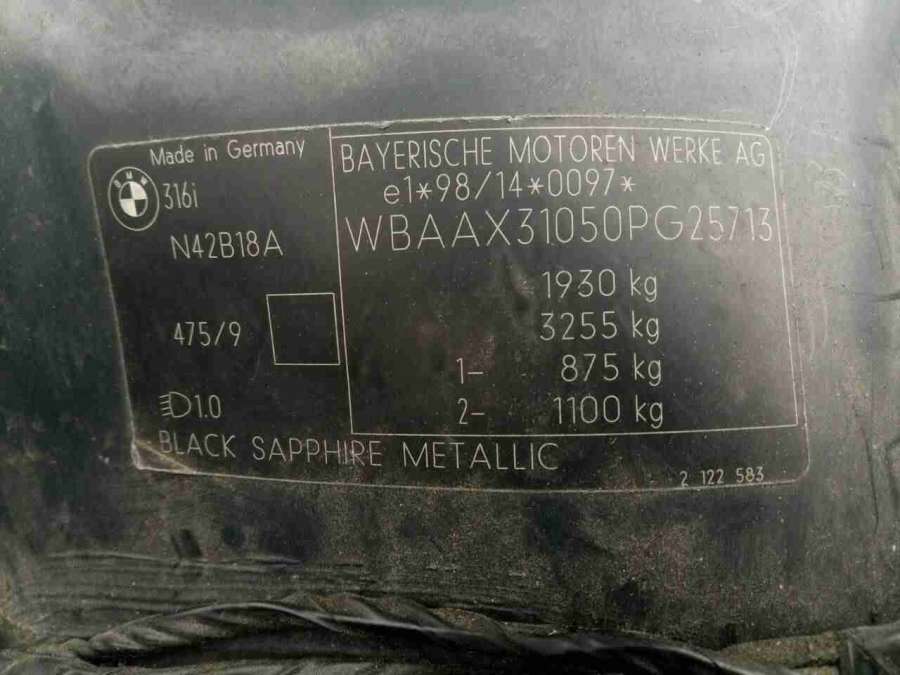 Made in Germany
BMW
316i
N42B18A
475/9
1.0
BAYERISCHE MOTOREN WERKE AG
e1*98/14*0097*
WBAAX31050PG25713
1930 kg
3255 kg
1- 875 kg
2- 1100 kg
BLACK SAPPHIRE METALLIC
2 122 583